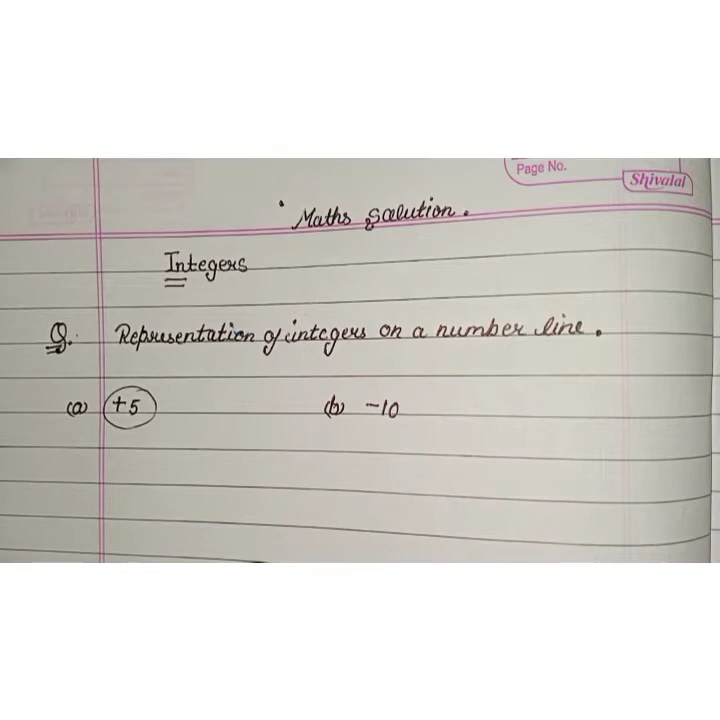 Page No.
Shivalal
Maths Solution.
Integers
Q. Representation of integers on a number line.
(a) +5 (b) -10